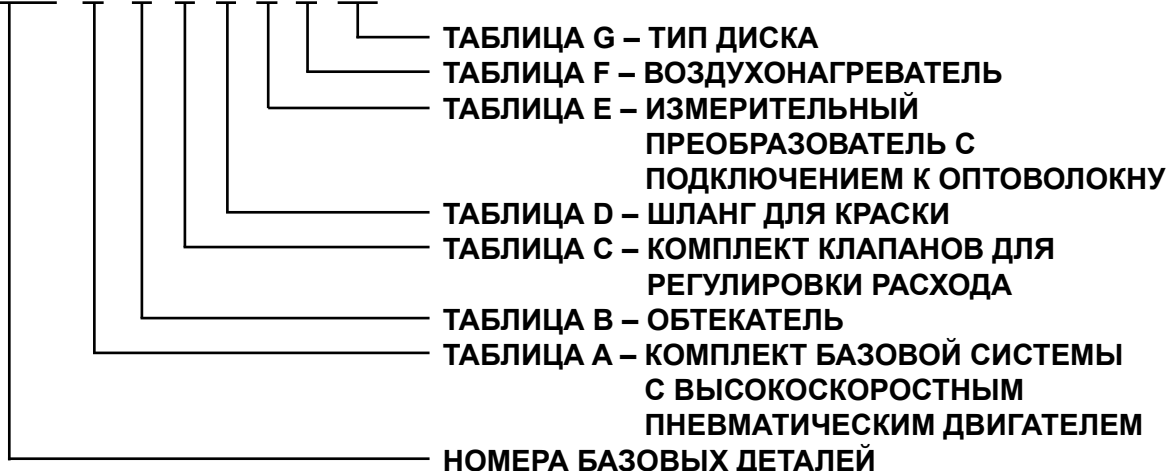 ТАБЛИЦА G – ТИП ДИСКА
ТАБЛИЦА F – ВОЗДУХОНАГРЕВАТЕЛЬ
ТАБЛИЦА E – ИЗМЕРИТЕЛЬНЫЙ
ПРЕОБРАЗОВАТЕЛЬ С
ПОДКЛЮЧЕНИЕМ К ОПТОВОЛОКНУ
ТАБЛИЦА D – ШЛАНГ ДЛЯ КРАСКИ
ТАБЛИЦА C – КОМПЛЕКТ КЛАПАНОВ ДЛЯ
РЕГУЛИРОВКИ РАСХОДА
ТАБЛИЦА B – ОБТЕКАТЕЛЬ
ТАБЛИЦА A – КОМПЛЕКТ БАЗОВОЙ СИСТЕМЫ
С ВЫСОКОСКОРОСТНЫМ
ПНЕВМАТИЧЕСКИМ ДВИГАТЕЛЕМ
НОМЕРА БАЗОВЫХ ДЕТАЛЕЙ